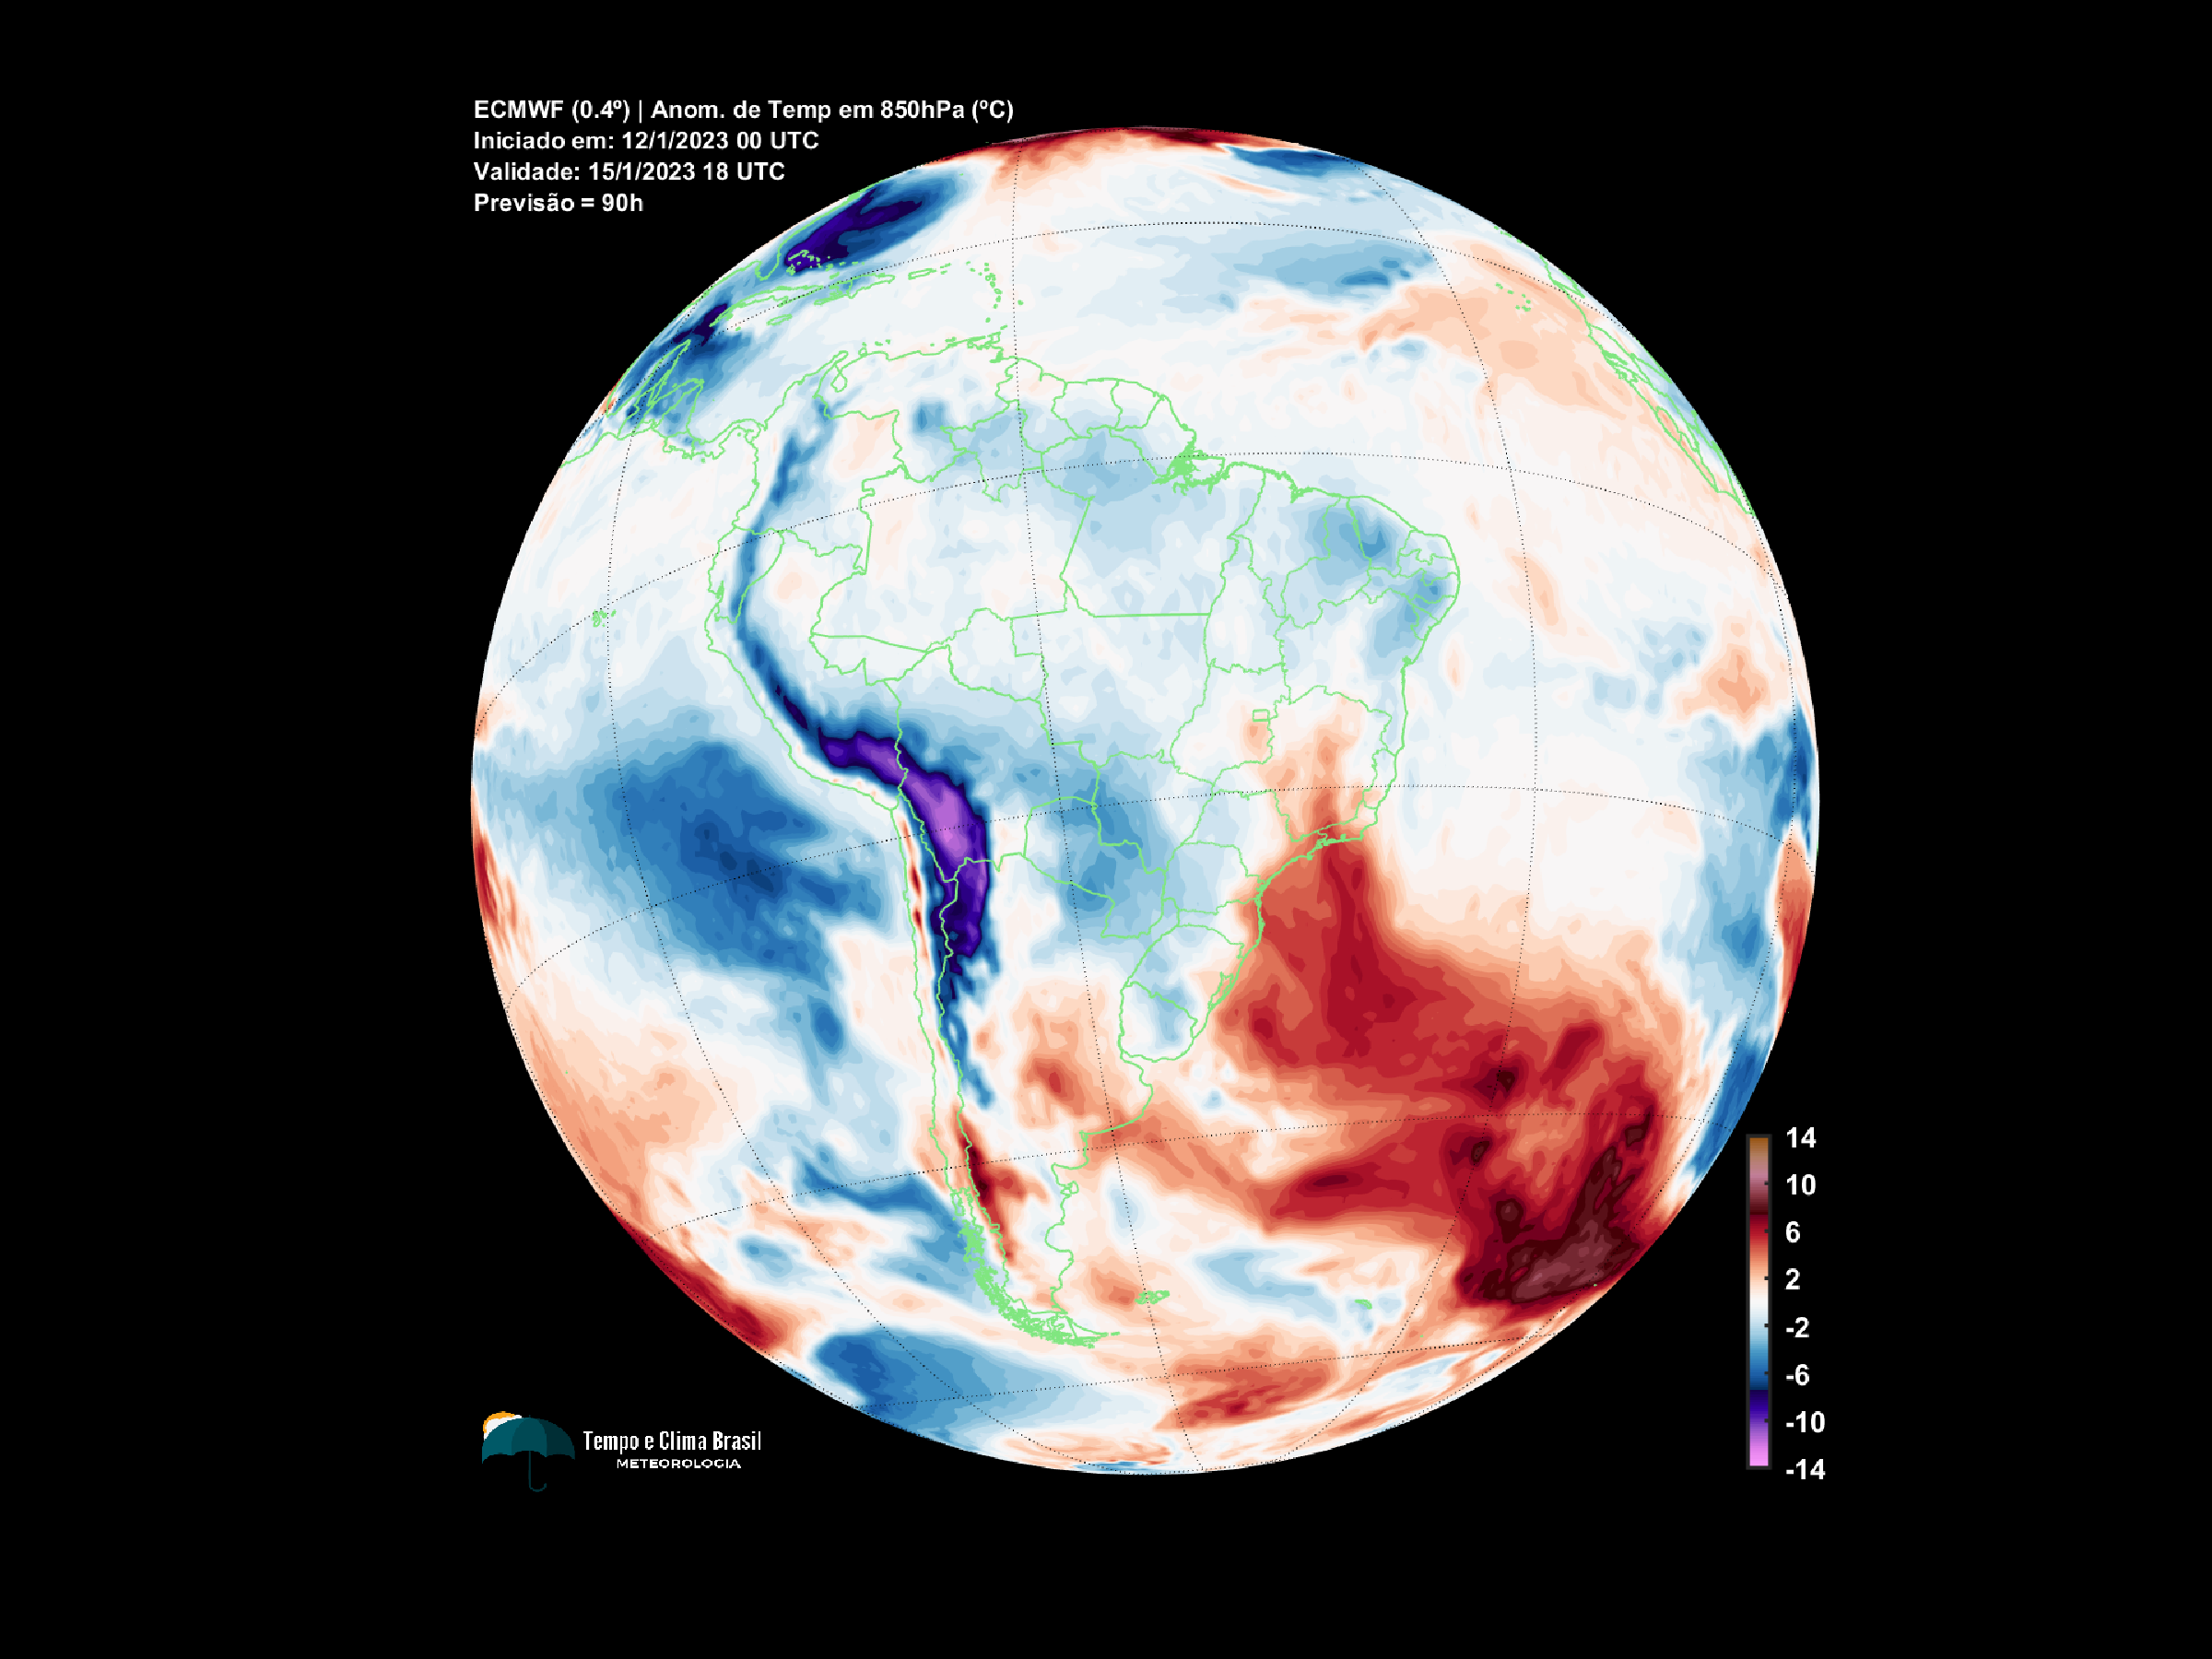 ECMWF (0.4º) | Anom. de Temp em 850hPa (ºC)
Iniciado em: 12/1/2023 00 UTC
Validade: 15/1/2023 18 UTC
Previsão = 90h
14
10
6
2
-2
-6
-10
-14
Tempo e Clima Brasil
METEOROLOGIA